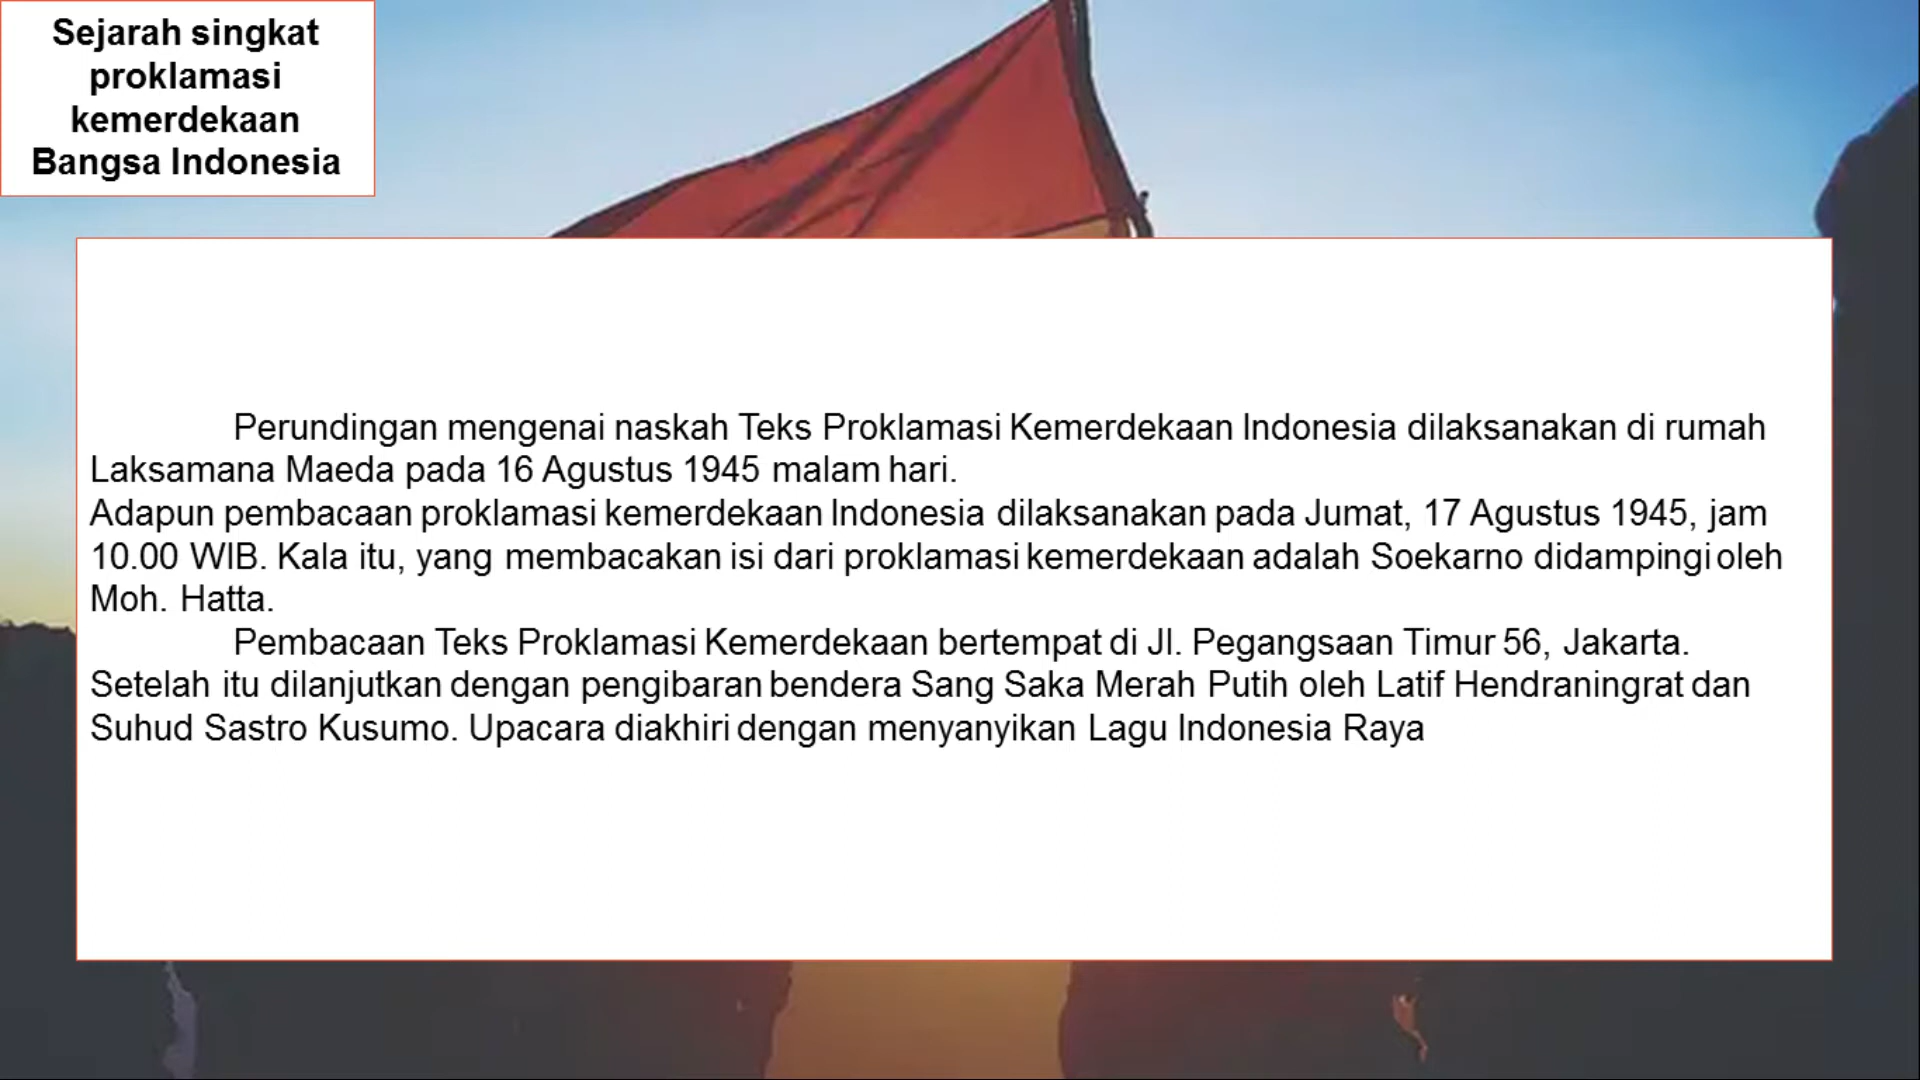 Sejarah singkat
proklamasi
kemerdekaan
Bangsa Indonesia
Perundingan mengenai naskah Teks Proklamasi Kemerdekaan Indonesia dilaksanakan di rumah
Laksamana Maeda pada 16 Agustus 1945 malam hari.
Adapun pembacaan proklamasi kemerdekaan Indonesia dilaksanakan pada Jumat, 17 Agustus 1945, jam
10.00 WIB. Kala itu, yang membacakan isi dari proklamasi kemerdekaan adalah Soekarno didampingi oleh
Moh. Hatta.
Pembacaan Teks Proklamasi Kemerdekaan bertempat di Jl. Pegangsaan Timur 56, Jakarta.
Setelah itu dilanjutkan dengan pengibaran bendera Sang Saka Merah Putih oleh Latif Hendraningrat dan
Suhud Sastro Kusumo. Upacara diakhiri dengan menyanyikan Lagu Indonesia Raya